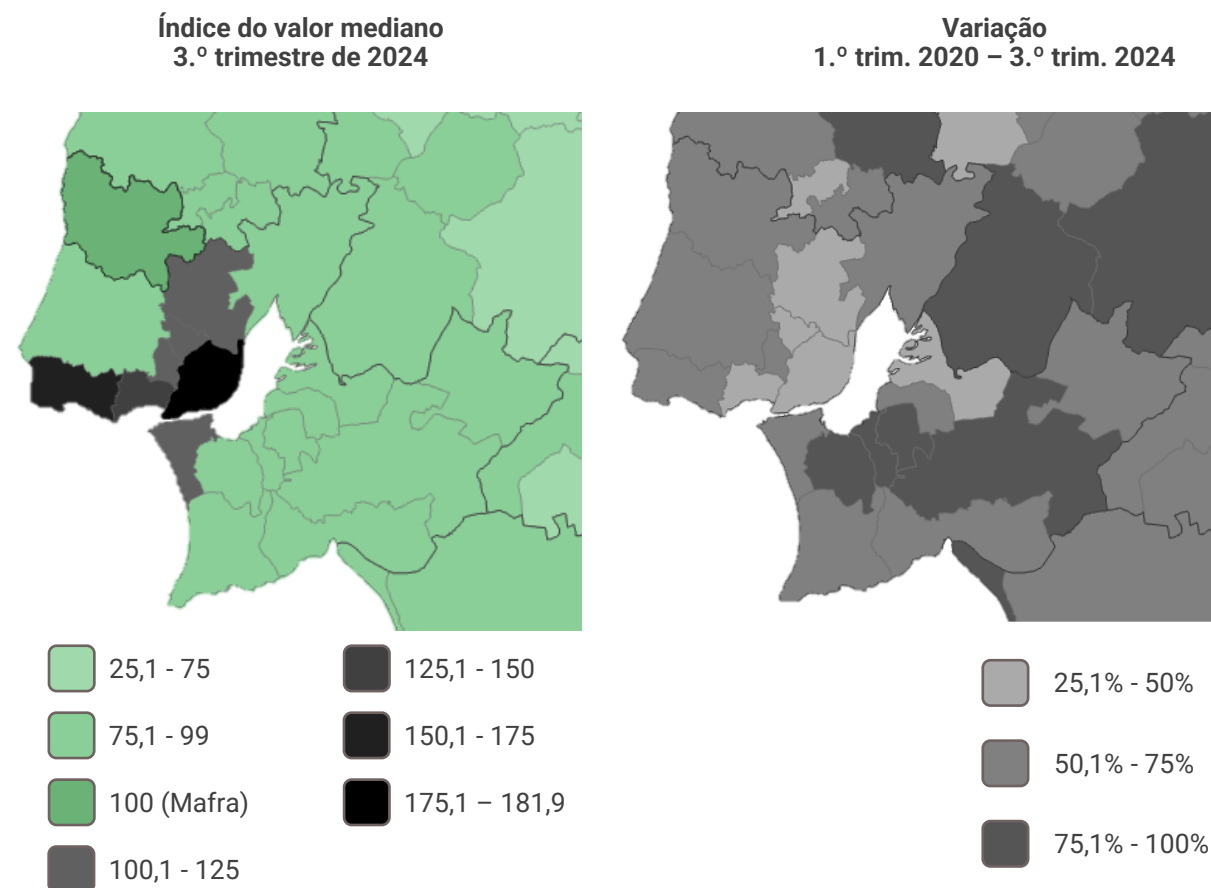 Índice do valor mediano
3.º trimestre de 2024
Variação
1.º trim. 2020 – 3.º trim. 2024
25,1 - 75
75,1 - 99
100 (Mafra)
100,1 - 125
125,1 - 150
150,1 - 175
175,1 – 181,9
25,1% - 50%
50,1% - 75%
75,1% - 100%